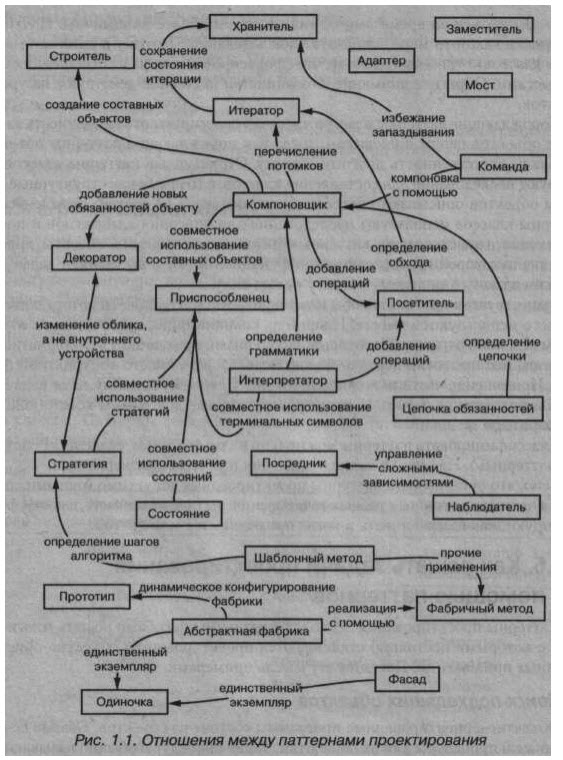 Хранитель
Заместитель
Строитель
сохранение
состояния
итерации
Адаптер
Мост
Итератор
создание составных
объектов
избежание
запаздывания
перечисление
потомков
Команда
компоновка
с помощью
добавление новых
обязанностей объекту
Компоновщик
совместное
использование
составных объектов
Декоратор
определение
обхода
добавление
операций
Приспособленец
Посетитель
изменение облика,
а не внутреннего
устройства
определение
грамматики
добавление
операций
определение
цепочки
совместное
использование
стратегий
Интерпретатор
Цепочка обязанностей
совместное использование
терминальных символов
Стратегия
совместное
использование
состояний
Посредник
управление
сложными
зависимостями
Состояние
Наблюдатель
определение шагов
алгоритма
Шаблонный метод
прочие
применения
Прототип
динамическое конфигурирование
фабрики
реализация
с помощью
Фабричный метод
Абстрактная фабрика
единственный
экземпляр
Фасад
Одиночка
единственный
экземпляр
Рис. 1.1. Отношения между паттернами проектирования